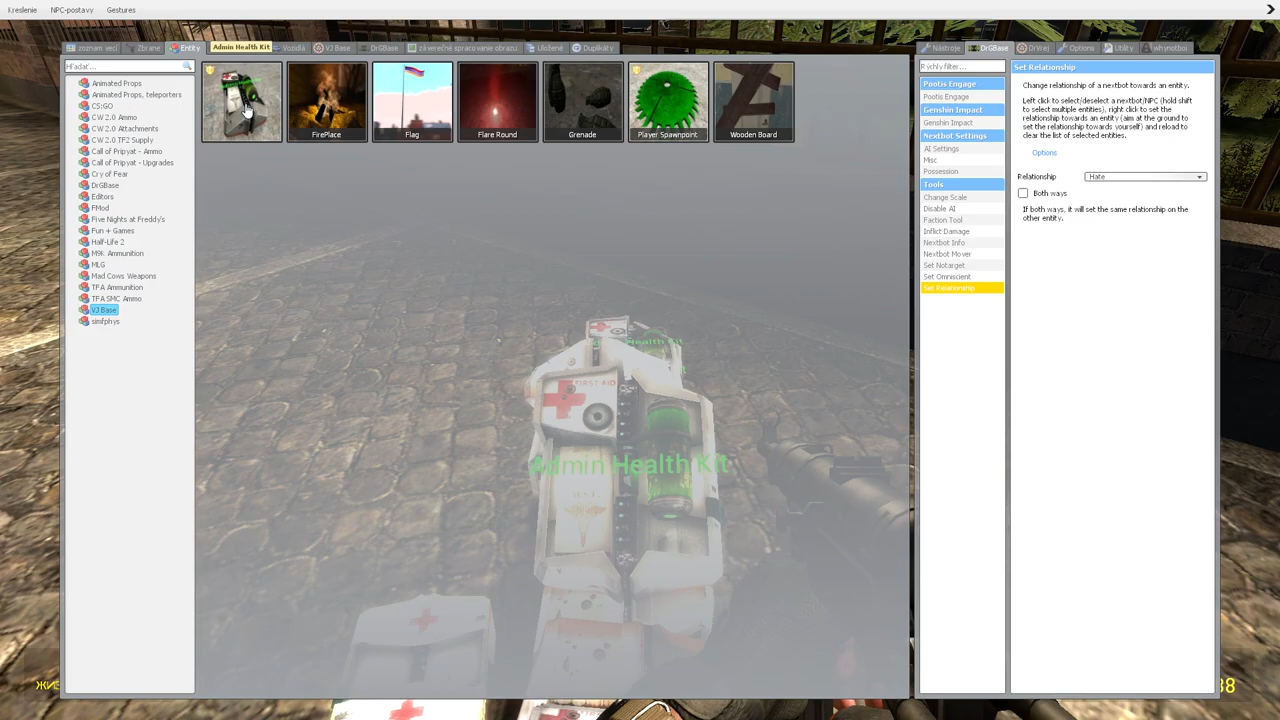 Kreslenie NPC-postavy Gestures
zoznam vecí Zbrane Entity Admin Health Kit Vozidlá VJ Base DrGBase záverečné spracovanie obrazu Uložené Duplikáty
Hľadať...
Animated Props
Animated Props, teleporters
CS:GO
CW 2.0 Ammo
CW 2.0 Attachments
CW 2.0 TF2 Supply
Call of Pripyat - Ammo
Call of Pripyat - Upgrades
Cry of Fear
DrGBase
Editors
FMod
Five Nights at Freddy's
Fun + Games
Half-Life 2
M9K Ammunition
MLG
Mad Cows Weapons
TFA Ammunition
TFA SMC Ammo
VJ Base
simfphys
FirePlace
Flag
Flare Round
Grenade
Player Spawnpoint
Wooden Board
Health Kit
FIRST AID
Admin Health Kit
Nástroje DrGBase DrVrej Options Utility whynotboi
Rýchly filter...
Pootis Engage
Pootis Engage
Genshin Impact
Genshin Impact
Nextbot Settings
AI Settings
Misc
Possession
Tools
Change Scale
Disable AI
Faction Tool
Inflict Damage
Nextbot Info
Nextbot Mover
Set Notarget
Set Omniscient
Set Relationship
Set Relationship
Change relationship of a nextbot towards an entity.
Left click to select/deselect a nextbot/NPC (hold shift
to select multiple entities), right click to set the
relationship towards an entity (aim at the ground to
set the relationship towards yourself) and reload to
clear the list of selected entities.
Options
Relationship Hate
Both ways
If both ways, it will set the same relationship on the
other entity.